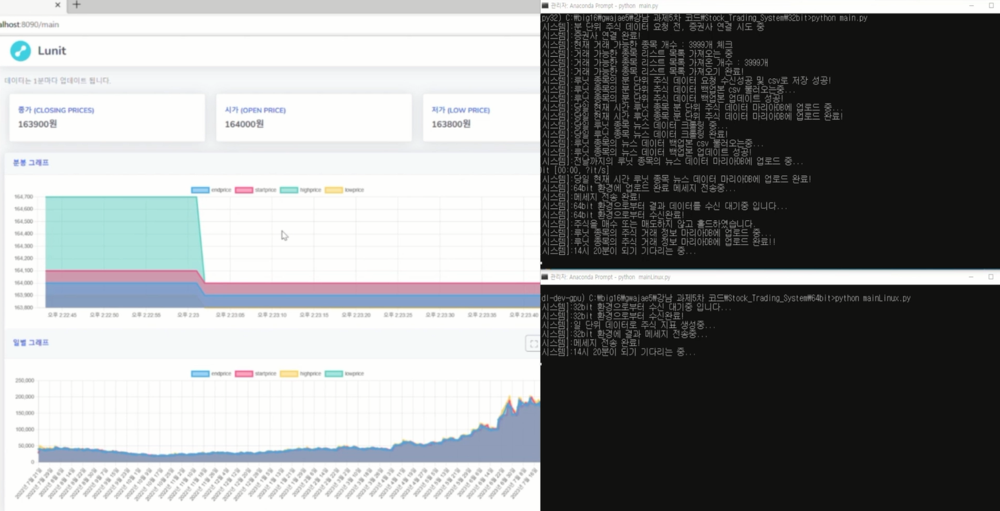 alhost:8090/main
Lunit
데이터는 1분마다 업데이트 됩니다.
종가 (CLOSING PRICES)
163900원
시가 (OPEN PRICE)
164000원
저가 (LOW PRICE)
163800원
분봉 그래프
endprice startprice highprice lowprice
164,700
164,600
164,500
164,400
164,300
164,200
164,100
164,000
163,900
163,800
오후 2:22:45 오후 2:22:50 오후 2:22:55 오후 2:23 오후 2:23:05 오후 2:23:10 오후 2:23:15 오후 2:23:20 오후 2:23:25 오후 2:23:30 오후 2:23:35 오후 2:23:40
일별 그래프
endprice startprice highprice lowprice
250,000
200,000
150,000
100,000
50,000
0
관리자: Anaconda Prompt - python main.py
py32) C:₩big16₩gwajae5₩강남 과제5차 코드₩Stock_Trading_System₩32bit>python main.py
시스템]:분 단위 주식 데이터 요청 전, 증권사 연결 시도 중
시스템]:증권사 연결 완료!
시스템]:현재 거래 가능한 종목 개수 : 3999개 체크
시스템]:거래 가능한 종목 리스트 목록 가져오는 중
시스템]:거래 가능한 종목 리스트 목록 가져온 개수 : 3999개
시스템]:거래 가능한 종목 리스트 목록 가져오기 완료!
시스템]:루닛 종목의 분 단위 주식 데이터 요청 수신성공 및 csv로 저장 성공!
시스템]:루닛 종목의 분 단위 주식 데이터 백업본 csv 불러오는중...
시스템]:루닛 종목의 분 단위 주식 데이터 백업본 업데이트 성공!
시스템]:당일 현재 시간 루닛 종목 분 단위 주식 데이터 마리아DB에 업로드 중...
시스템]:당일 현재 시간 루닛 종목 분 단위 주식 데이터 마리아DB에 업로드 완료!
시스템]:당일 루닛 종목 뉴스 데이터 크롤링 중...
시스템]:당일 루닛 종목 뉴스 데이터 크롤링 완료!
시스템]:루닛 종목의 뉴스 데이터 백업본 csv 불러오는중...
시스템]:루닛 종목의 뉴스 데이터 백업본 업데이트 성공!
시스템]:전날까지의 루닛 종목의 뉴스 데이터 마리아DB에 업로드 중...
it [00:00, ?it/s]
시스템]:당일 현재 시간 루닛 종목 뉴스 데이터 마리아DB에 업로드 완료!
시스템]:64bit 환경에 업로드 완료 메세지 전송중...
시스템]:메세지 전송 완료!
시스템]:64bit 환경으로부터 결과 데이터를 수신 대기중 입니다...
시스템]:64bit 환경으로부터 수신완료!
시스템]:주식을 매수 또는 매도하지 않고 홀드하였습니다.
시스템]:루닛 종목의 주식 거래 정보 마리아DB에 업로드 중...
시스템]:루닛 종목의 주식 거래 정보 마리아DB에 업로드 완료!!
시스템]:14시 20분이 되기 기다리는 중...
관리자: Anaconda Prompt - python mainLinux.py
dl-dev-gpu) C:₩big16₩gwajae5₩강남 과제5차 코드₩Stock_Trading_System₩64bit>python mainLinux.py
시스템]:32bit 환경으로부터 수신 대기중 입니다...
시스템]:32bit 환경으로부터 수신완료!
시스템]:일 단위 데이터로 주식 지표 생성중...
시스템]:32bit 환경에 결과 메세지 전송중...
시스템]:메세지 전송 완료!
시스템]:14시 20분이 되기 기다리는 중...